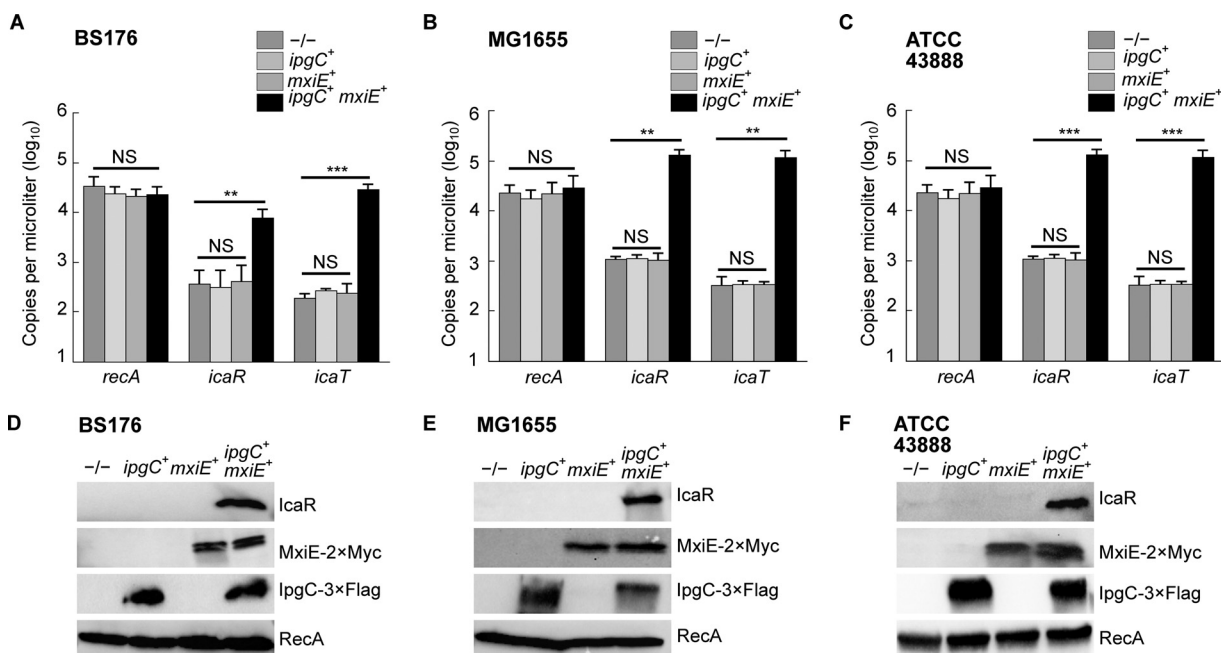 A
BS176
−/−
ipgC+
mxiE+
ipgC+ mxiE+
Copies per microliter (log10)
6
5
4
3
2
1
NS
**
NS
***
NS
recA
icaR
icaT
B
MG1655
−/−
ipgC+
mxiE+
ipgC+ mxiE+
Copies per microliter (log10)
6
5
4
3
2
1
NS
**
NS
**
NS
recA
icaR
icaT
C
ATCC
43888
−/−
ipgC+
mxiE+
ipgC+ mxiE+
Copies per microliter (log10)
6
5
4
3
2
1
NS
***
NS
***
NS
recA
icaR
icaT
D
BS176
−/− ipgC+ mxiE+ ipgC+
mxiE+
IcaR
MxiE-2×Myc
IpgC-3×Flag
RecA
E
MG1655
−/− ipgC+ mxiE+ ipgC+
mxiE+
IcaR
MxiE-2×Myc
IpgC-3×Flag
RecA
F
ATCC
43888
−/− ipgC+ mxiE+ ipgC+
mxiE+
IcaR
MxiE-2×Myc
IpgC-3×Flag
RecA